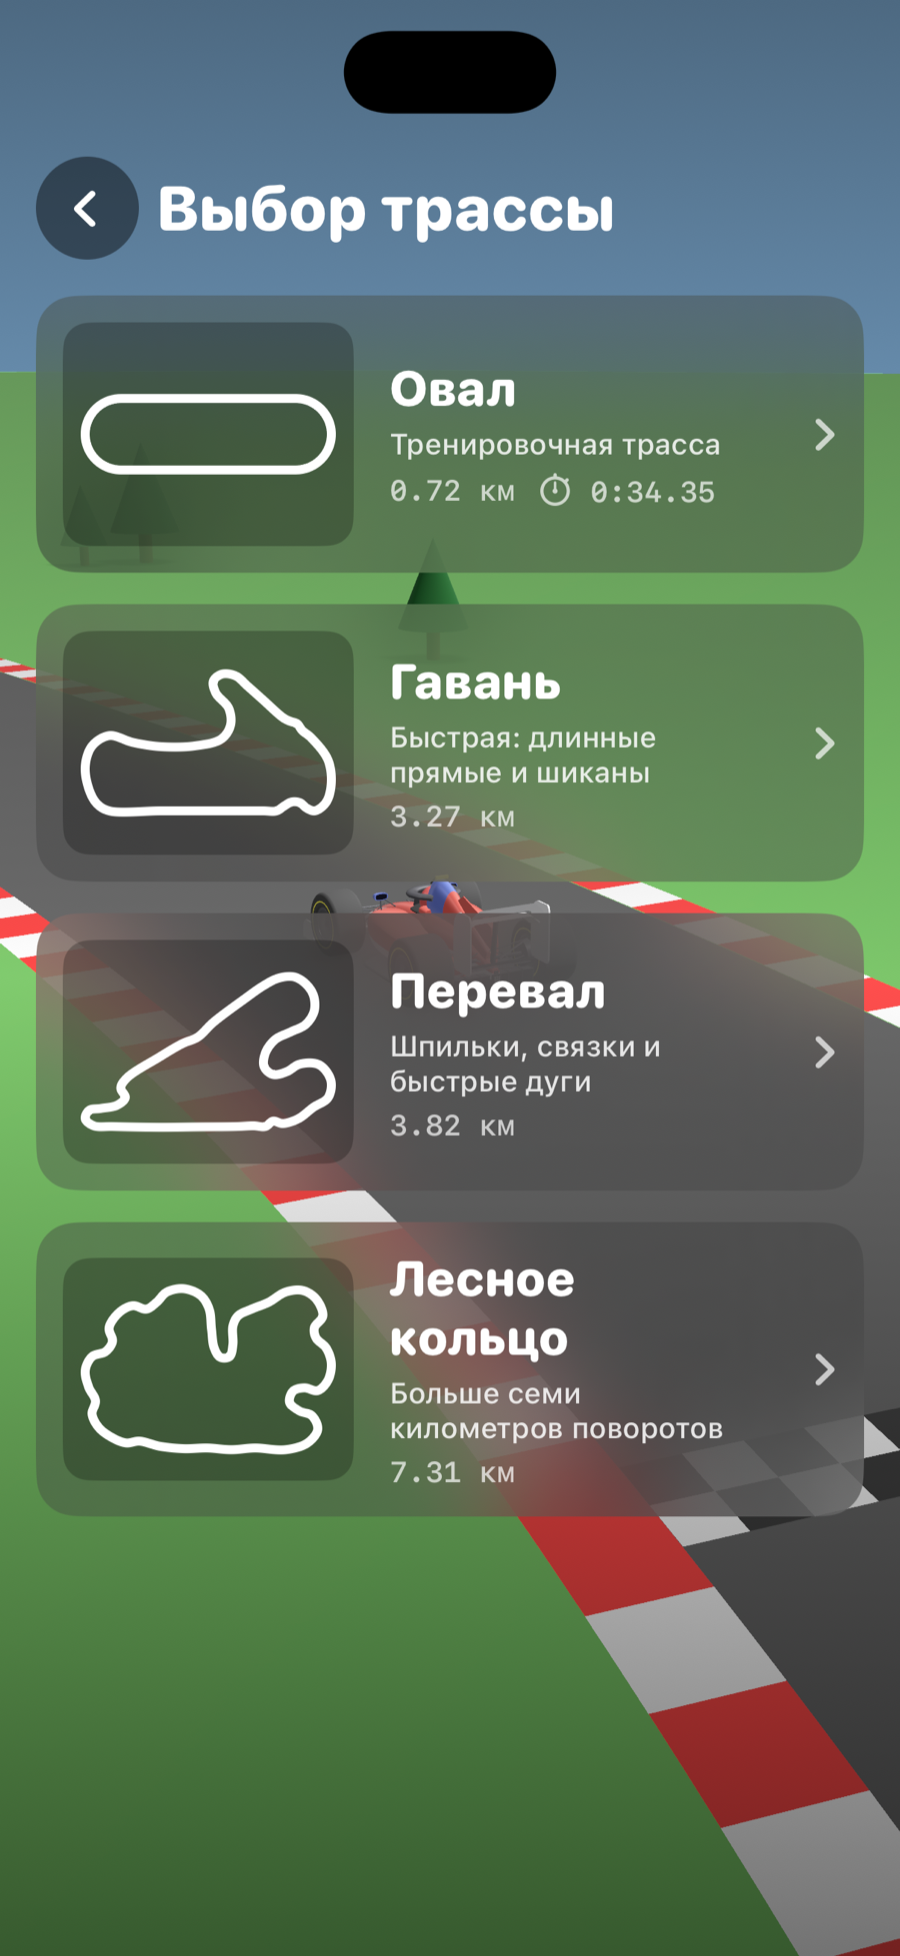 Выбор трассы
Овал
Тренировочная трасса
0.72 км 0:34.35
Гавань
Быстрая: длинные
прямые и шиканы
3.27 км
Перевал
Шпильки, связки и
быстрые дуги
3.82 км
Лесное
кольцо
Больше семи
километров поворотов
7.31 км